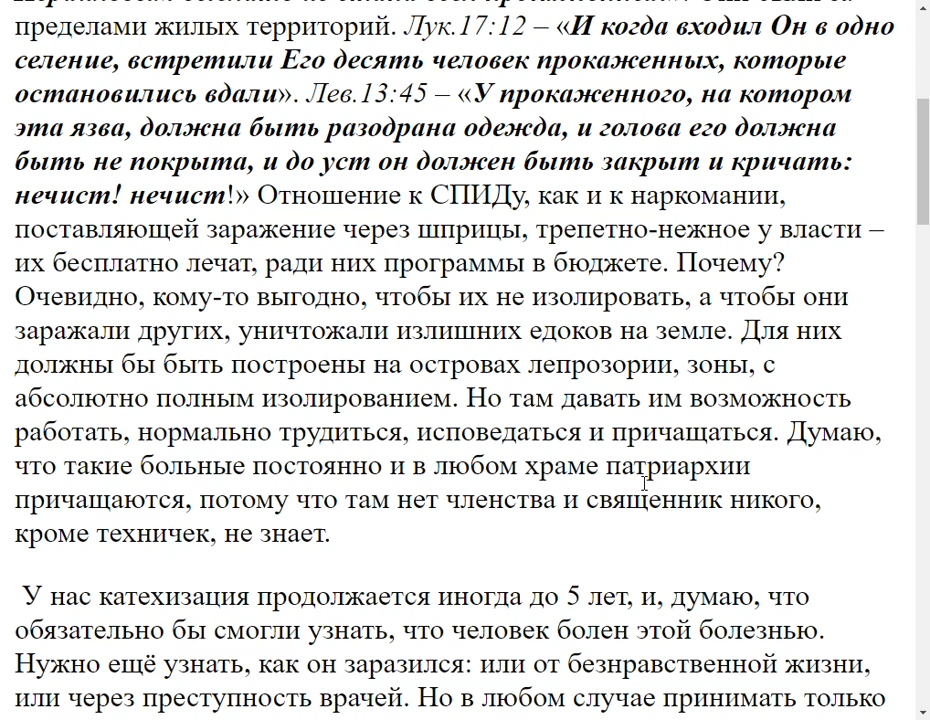 пределами жилых территорий. Лук.17:12 – «И когда входил Он в одно
селение, встретили Его десять человек прокаженных, которые
остановились вдали». Лев.13:45 – «У прокаженного, на котором
эта язва, должна быть разодрана одежда, и голова его должна
быть не покрыта, и до уст он должен быть закрыт и кричать:
нечист! нечист!» Отношение к СПИДу, как и к наркомании,
поставляющей заражение через шприцы, трепетно-нежное у власти –
их бесплатно лечат, ради них программы в бюджете. Почему?
Очевидно, кому-то выгодно, чтобы их не изолировать, а чтобы они
заражали других, уничтожали излишних едоков на земле. Для них
должны бы быть построены на островах лепрозории, зоны, с
абсолютно полным изолированием. Но там давать им возможность
работать, нормально трудиться, исповедаться и причащаться. Думаю,
что такие больные постоянно и в любом храме патриархии
причащаются, потому что там нет членства и священник никого,
кроме техничек, не знает.
У нас катехизация продолжается иногда до 5 лет, и, думаю, что
обязательно бы смогли узнать, что человек болен этой болезнью.
Нужно ещё узнать, как он заразился: или от безнравственной жизни,
или через преступность врачей. Но в любом случае принимать только